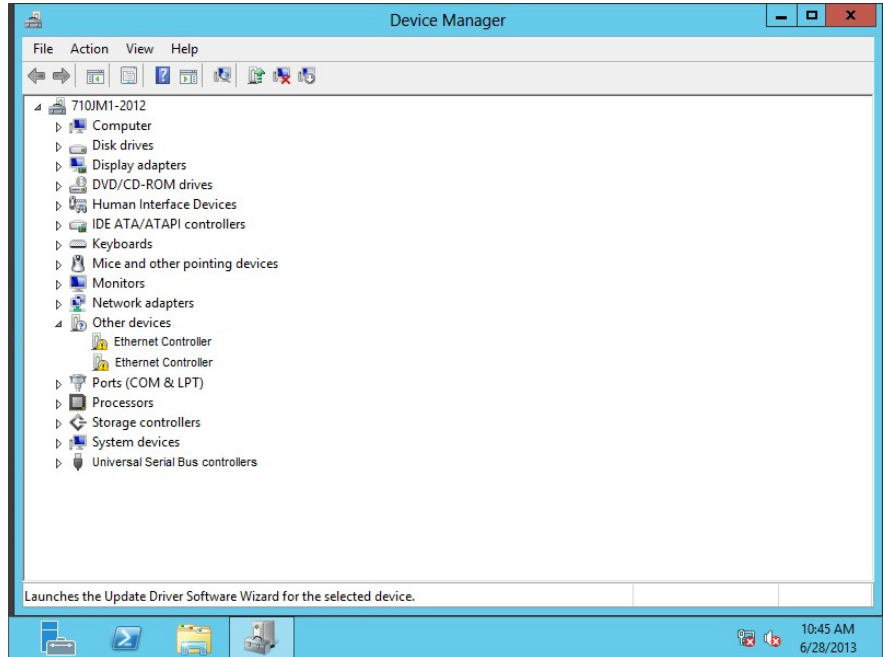 Device Manager
File Action View Help
710JM1-2012
Computer
Disk drives
Display adapters
DVD/CD-ROM drives
Human Interface Devices
IDE ATA/ATAPI controllers
Keyboards
Mice and other pointing devices
Monitors
Network adapters
Other devices
Ethernet Controller
Ethernet Controller
Ports (COM & LPT)
Processors
Storage controllers
System devices
Universal Serial Bus controllers
Launches the Update Driver Software Wizard for the selected device.
10:45 AM
6/28/2013